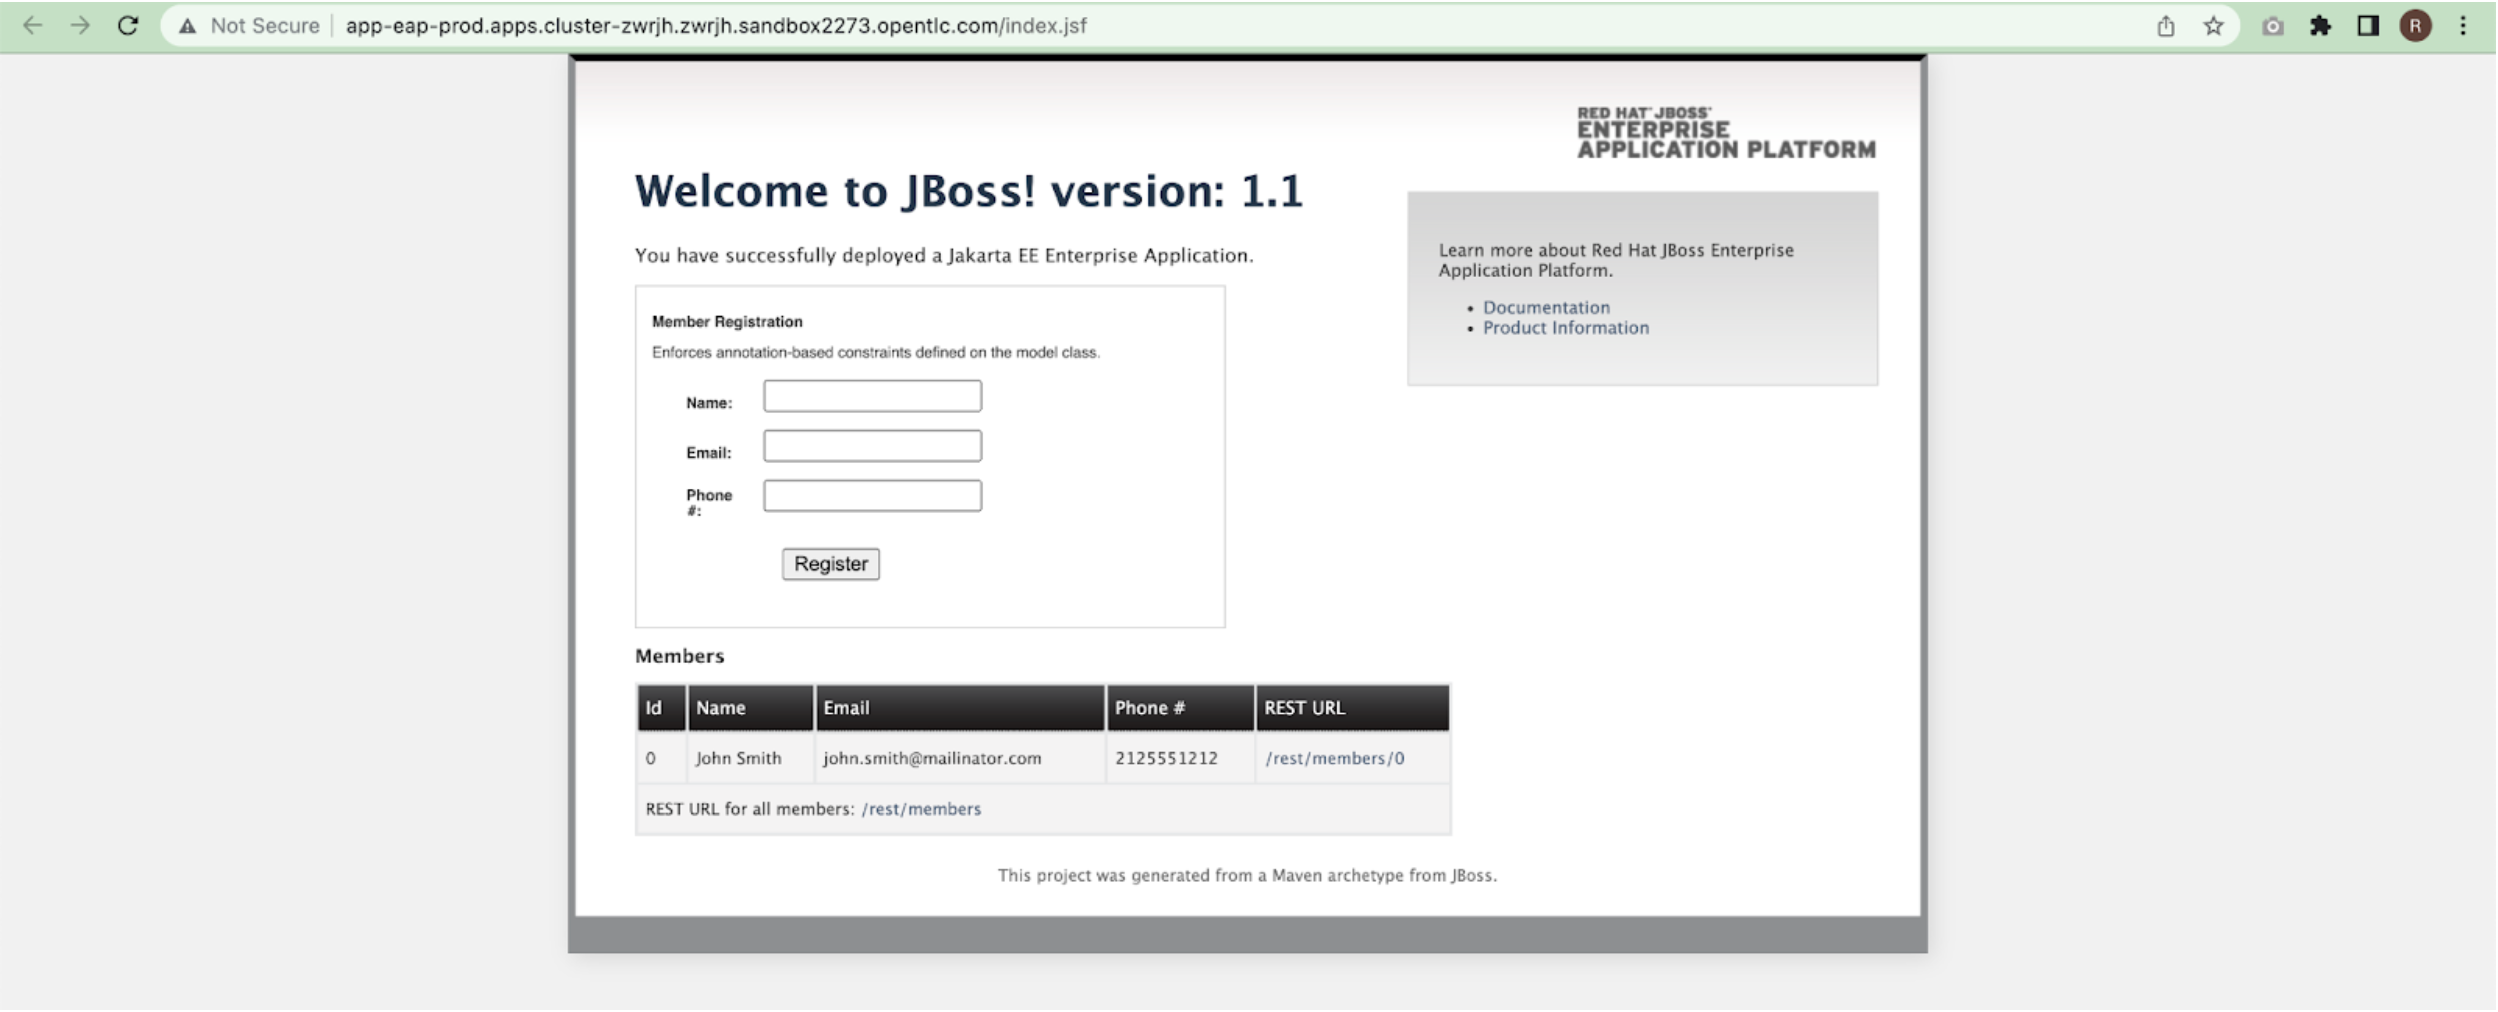 Not Secure app-eap-prod.apps.cluster-zwrjh.zwrjh.sandbox2273.opentlc.com/index.jsf
R
RED HAT® JBOSS®
ENTERPRISE
APPLICATION PLATFORM
Welcome to JBoss! version: 1.1
You have successfully deployed a Jakarta EE Enterprise Application.
Learn more about Red Hat JBoss Enterprise
Application Platform.
• Documentation
• Product Information
Member Registration
Enforces annotation-based constraints defined on the model class.
Name:
Email:
Phone
#:
Register
Members
Id Name Email Phone # REST URL
0 John Smith john.smith@mailinator.com 2125551212 /rest/members/0
REST URL for all members: /rest/members
This project was generated from a Maven archetype from JBoss.